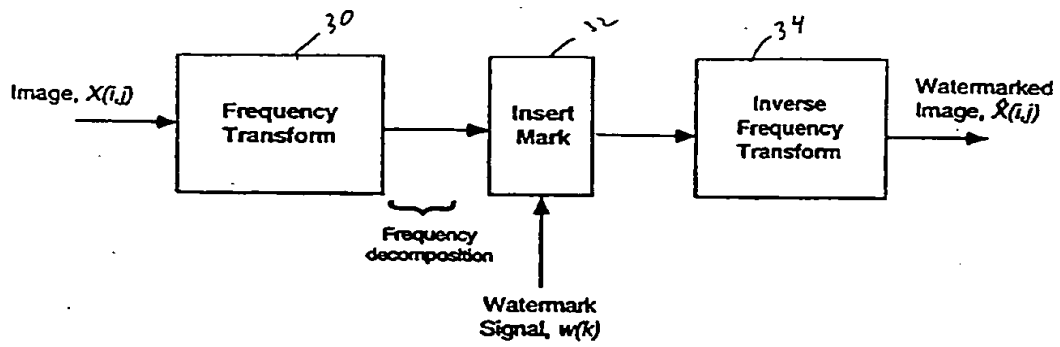 30
32
34
Image, X(i,j)
Frequency
Transform
Insert
Mark
Inverse
Frequency
Transform
Watermarked
Image, X̂(i,j)
Frequency
decomposition
Watermark
Signal, w(k)